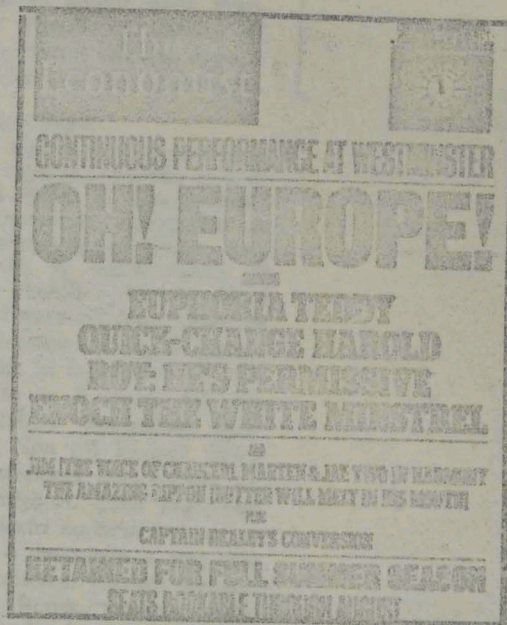 The
Economist
CONTINUOUS PERFORMANCE AT WESTMINSTER
OH! EUROPE!
EUPHORIA TEDDY
QUICK-CHANGE HAROLD
ROY: HE'S PERMISSIVE
ENOCH THE WHITE MINSTREL
JIM (THE VOICE OF CHAUCER), MARTEN & JAY, TWO IN HARMONY
THE AMAZING RIPPON (BUTTER WILL MELT IN HIS MOUTH)
CAPTAIN HEALEY'S CONVERSION
RETAINED FOR FULL SUMMER SEASON
SEATS BOOKABLE THROUGH AUGUST